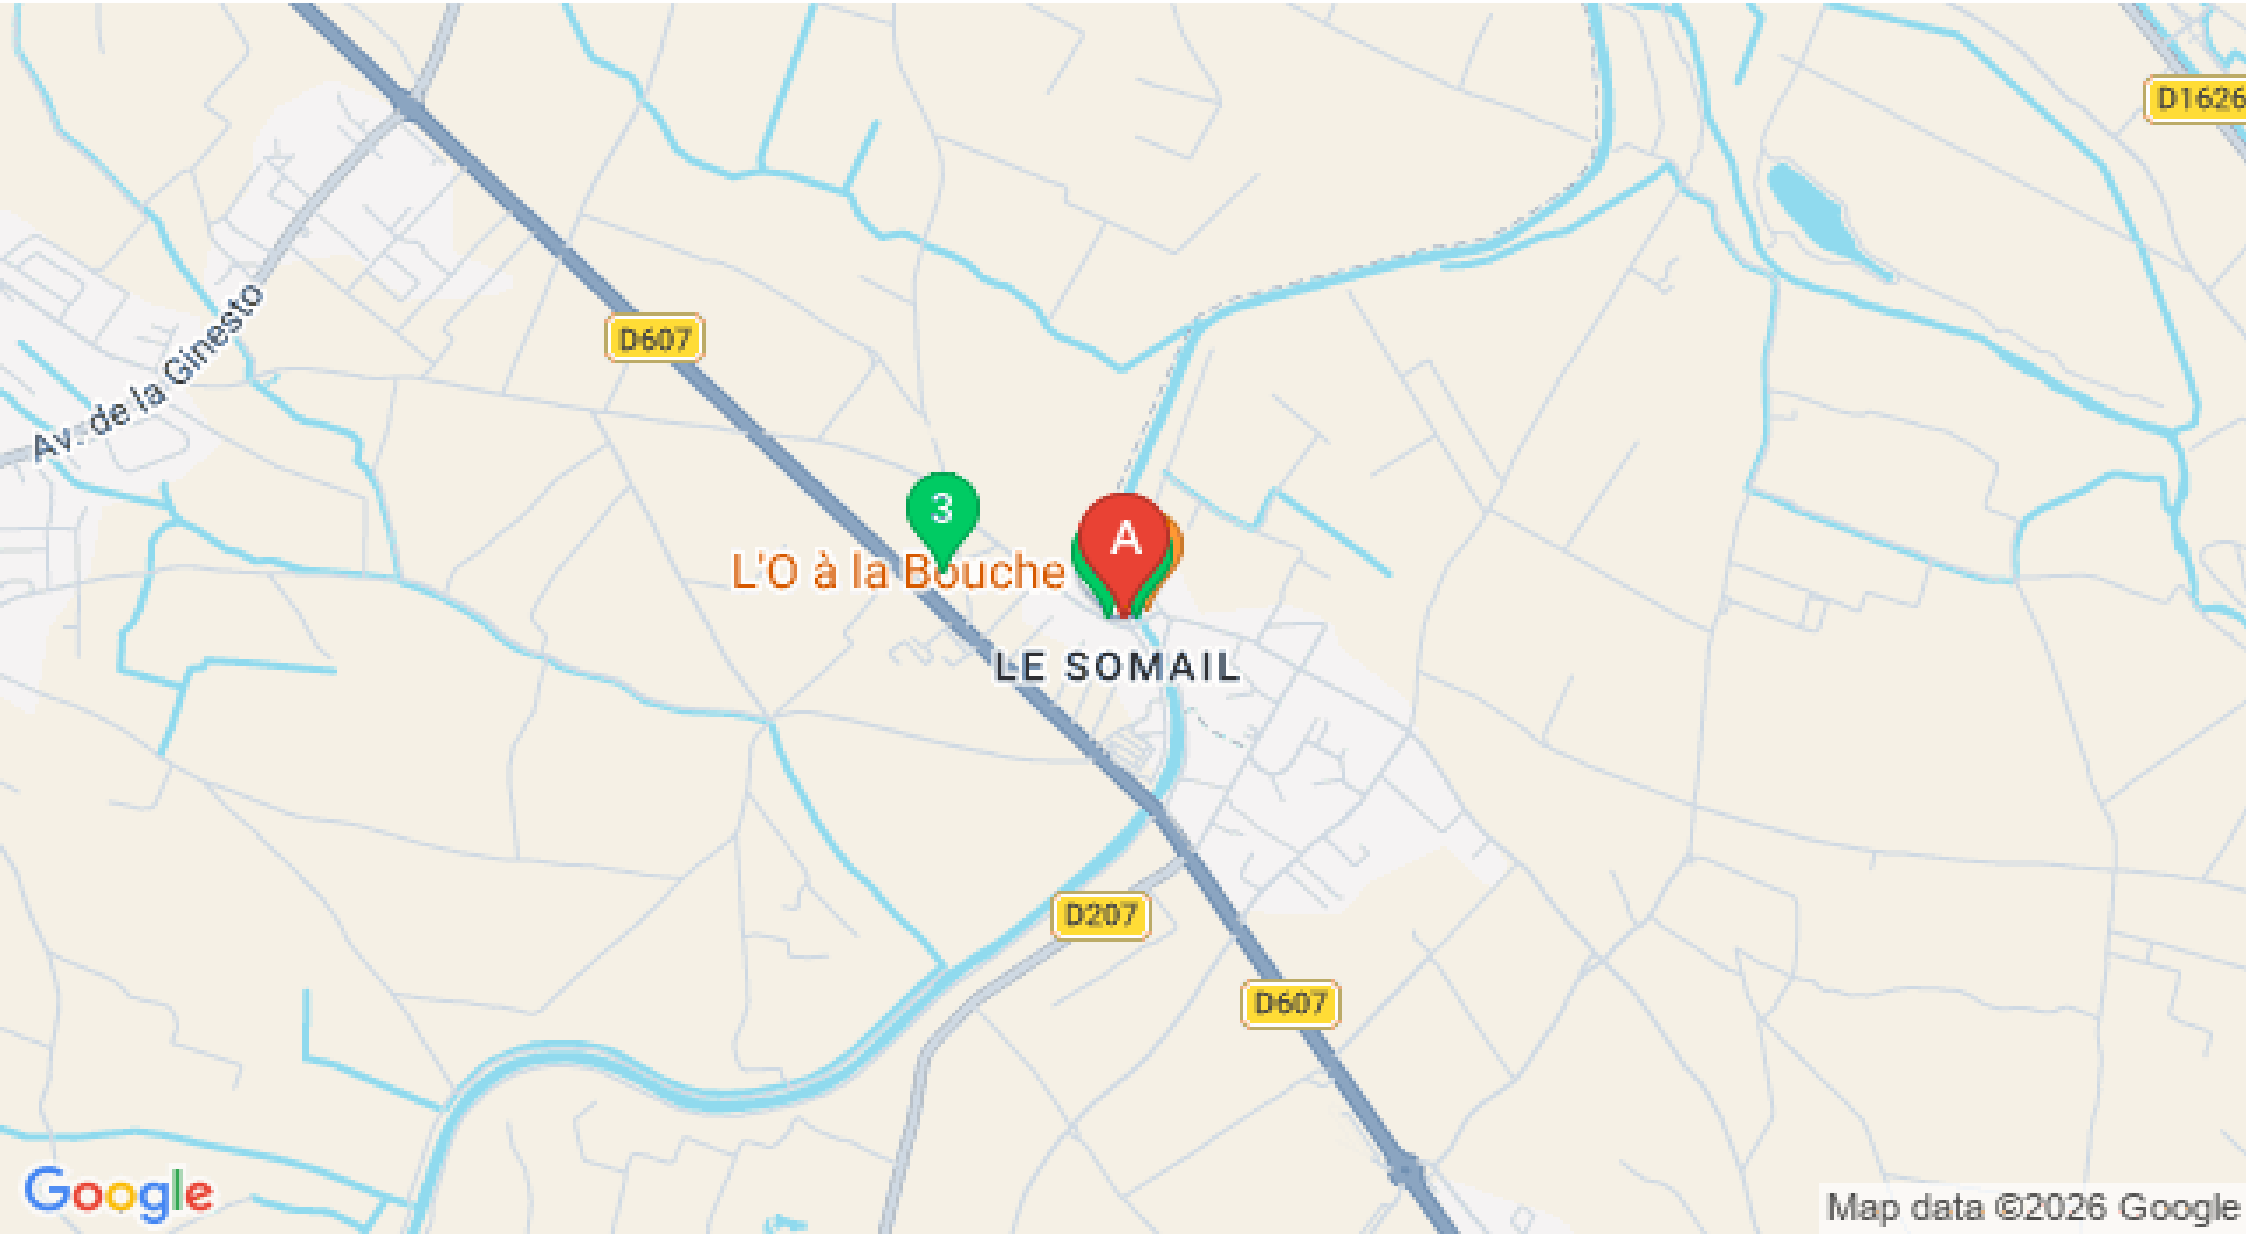 D1626
Av. de la Ginesto
D607
3
A
L'O à la Bouche
LE SOMAIL
D207
D607
Google
Map data ©2026 Google